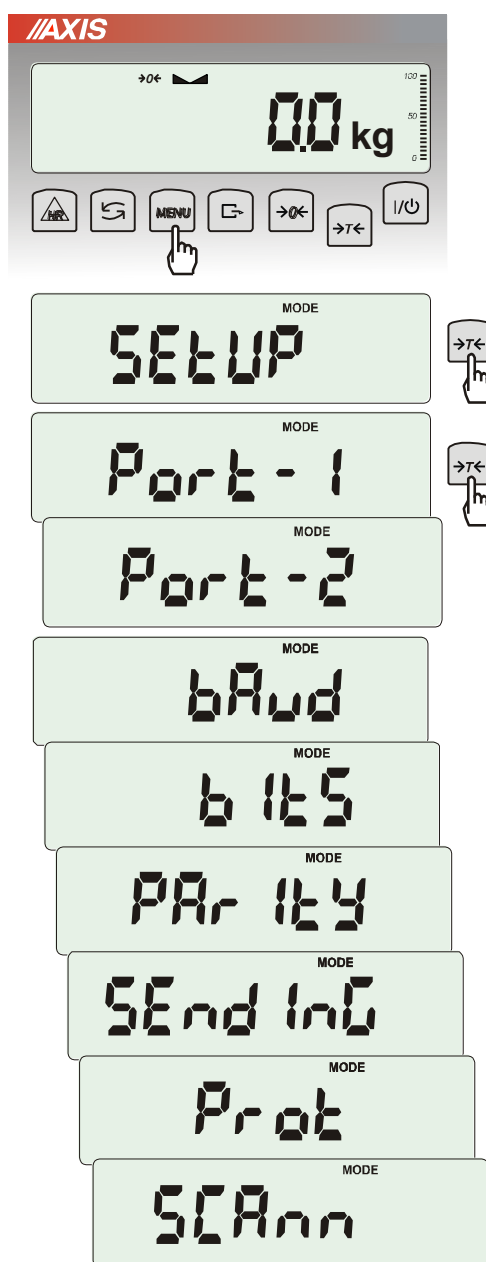 //AXIS
→0← 100
0.0 kg 50
0
HR MENU →0← →T← I/⏻
MODE
SEtUP
→T←
MODE
Port-1
→T←
MODE
Port-2
MODE
bAud
MODE
bItS
MODE
PArItY
MODE
SEndInG
MODE
Prot
MODE
SCAnn